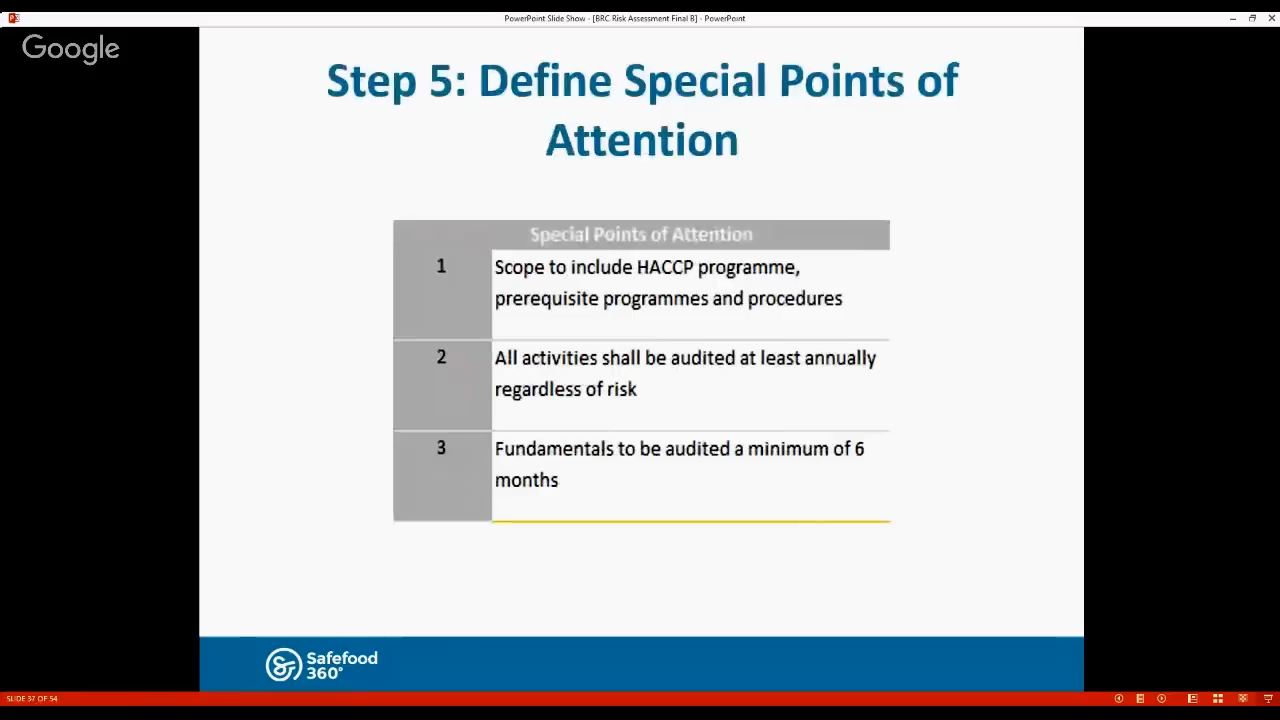 PowerPoint Slide Show - [BRC Risk Assessment Final B] - PowerPoint
Google
Step 5: Define Special Points of
Attention
Special Points of Attention
1
Scope to include HACCP programme,
prerequisite programmes and procedures
2
All activities shall be audited at least annually
regardless of risk
3
Fundamentals to be audited a minimum of 6
months
Safefood
360°
SLIDE 37 OF 54